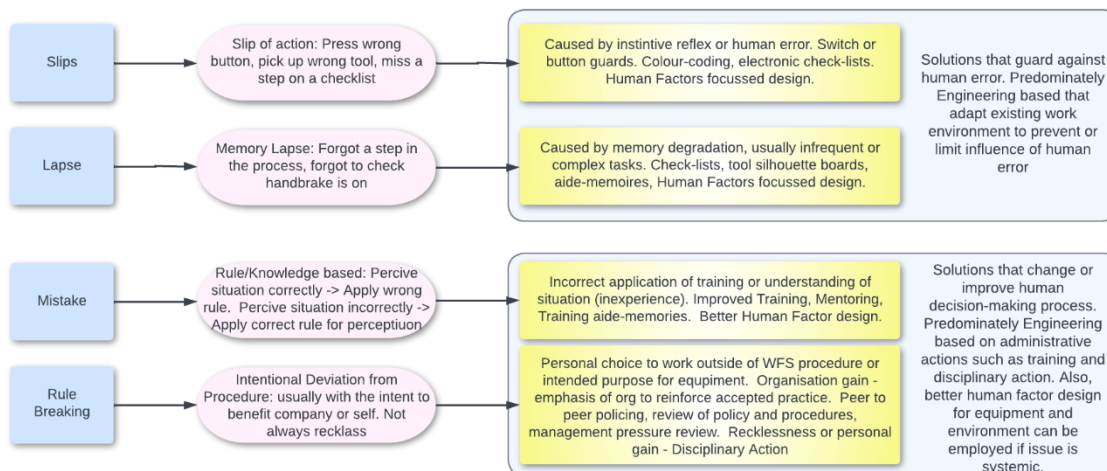 Slips
Slip of action: Press wrong
button, pick up wrong tool, miss a
step on a checklist
Caused by instintive reflex or human error. Switch or
button guards. Colour-coding, electronic check-lists.
Human Factors focussed design.
Solutions that guard against
human error. Predominately
Engineering based that
adapt existing work
environment to prevent or
limit influence of human
error
Lapse
Memory Lapse: Forgot a step in
the process, forgot to check
handbrake is on
Caused by memory degradation, usually infrequent or
complex tasks. Check-lists, tool silhouette boards,
aide-memoires, Human Factors focussed design.
Mistake
Rule/Knowledge based: Percive
situation correctly -> Apply wrong
rule. Percive situation incorrectly ->
Apply correct rule for perceptiuon
Incorrect application of training or understanding of
situation (inexperience). Improved Training, Mentoring,
Training aide-memories. Better Human Factor design.
Solutions that change or
improve human
decision-making process.
Predominately Engineering
based on administrative
actions such as training and
disciplinary action. Also,
better human factor design
for equipment and
environment can be
employed if issue is
systemic.
Rule
Breaking
Intentional Deviation from
Procedure: usually with the intent to
benefit company or self. Not
always recklass
Personal choice to work outside of WFS procedure or
intended purpose for equpiment. Organisation gain -
emphasis of org to reinforce accepted practice. Peer to
peer policing, review of policy and procedures,
management pressure review. Recklessness or personal
gain - Disciplinary Action